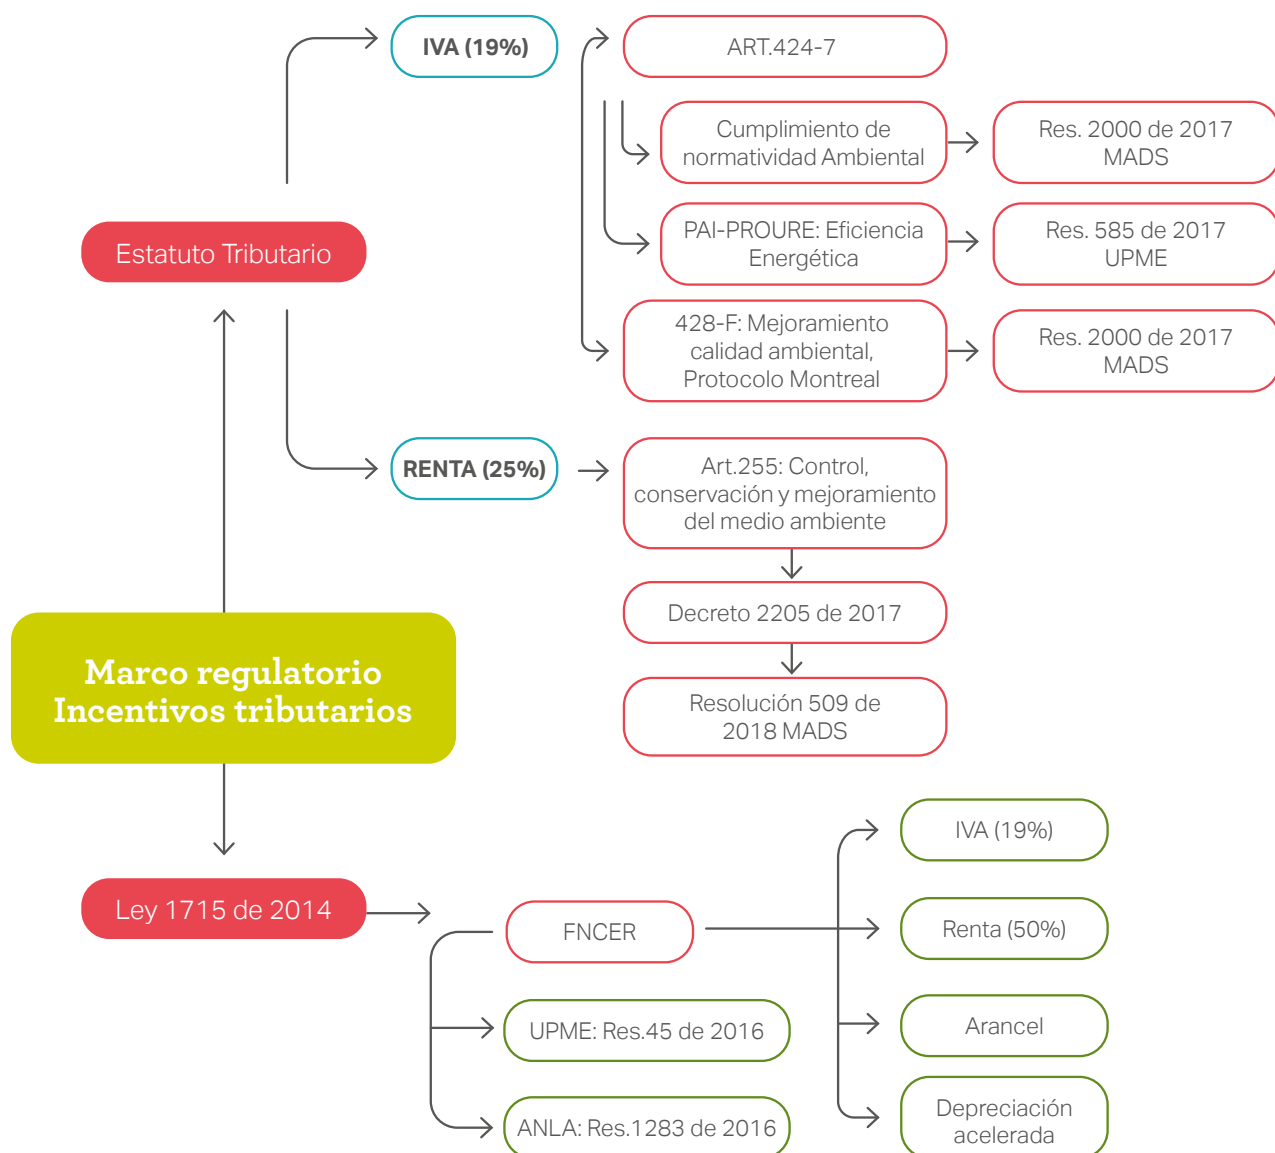 IVA (19%)
ART.424-7
Cumplimiento de
normatividad Ambiental
Res. 2000 de 2017
MADS
Estatuto Tributario
PAI-PROURE: Eficiencia
Energética
Res. 585 de 2017
UPME
428-F: Mejoramiento
calidad ambiental,
Protocolo Montreal
Res. 2000 de 2017
MADS
RENTA (25%)
Art.255: Control,
conservación y mejoramiento
del medio ambiente
Decreto 2205 de 2017
Resolución 509 de
2018 MADS
Marco regulatorio
Incentivos tributarios
Ley 1715 de 2014
FNCER
UPME: Res.45 de 2016
ANLA: Res.1283 de 2016
IVA (19%)
Renta (50%)
Arancel
Depreciación
acelerada